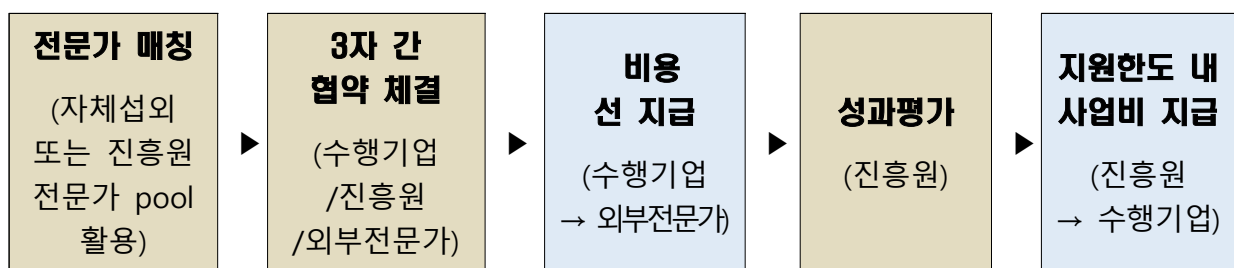 전문가 매칭
(자체섭외
또는 진흥원
전문가 pool
활용)
▶
3자 간
협약 체결
(수행기업
/진흥원
/외부전문가)
▶
비용
선 지급
(수행기업
→ 외부전문가)
▶
성과평가
(진흥원)
▶
지원한도 내
사업비 지급
(진흥원
→ 수행기업)